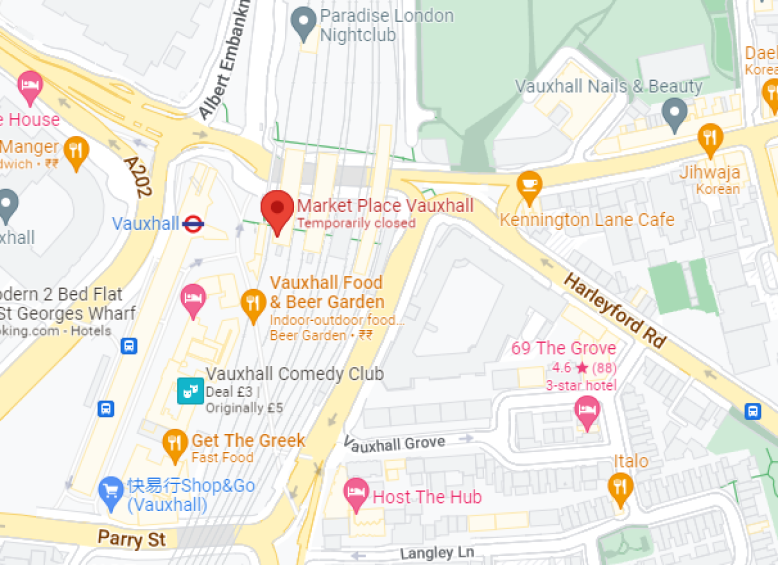 Paradise London
Nightclub
Albert Embankm
Vauxhall Nails & Beauty
Dae
Korea
e House
Manger
dwich • ₹₹
A202
Jihwaja
Korean
Market Place Vauxhall
Temporarily closed
Kennington Lane Cafe
Vauxhall
xhall
Vauxhall Food
& Beer Garden
Indoor-outdoor food...
Beer Garden • ₹₹
Harleyford Rd
odern 2 Bed Flat
St Georges Wharf
oking.com - Hotels
69 The Grove
4.6 ★ (88)
3-star hotel
Vauxhall Comedy Club
Deal £3 |
Originally £5
Get The Greek
Fast Food
Vauxhall Grove
Italo
快易行Shop&Go
(Vauxhall)
Host The Hub
Parry St
Langley Ln